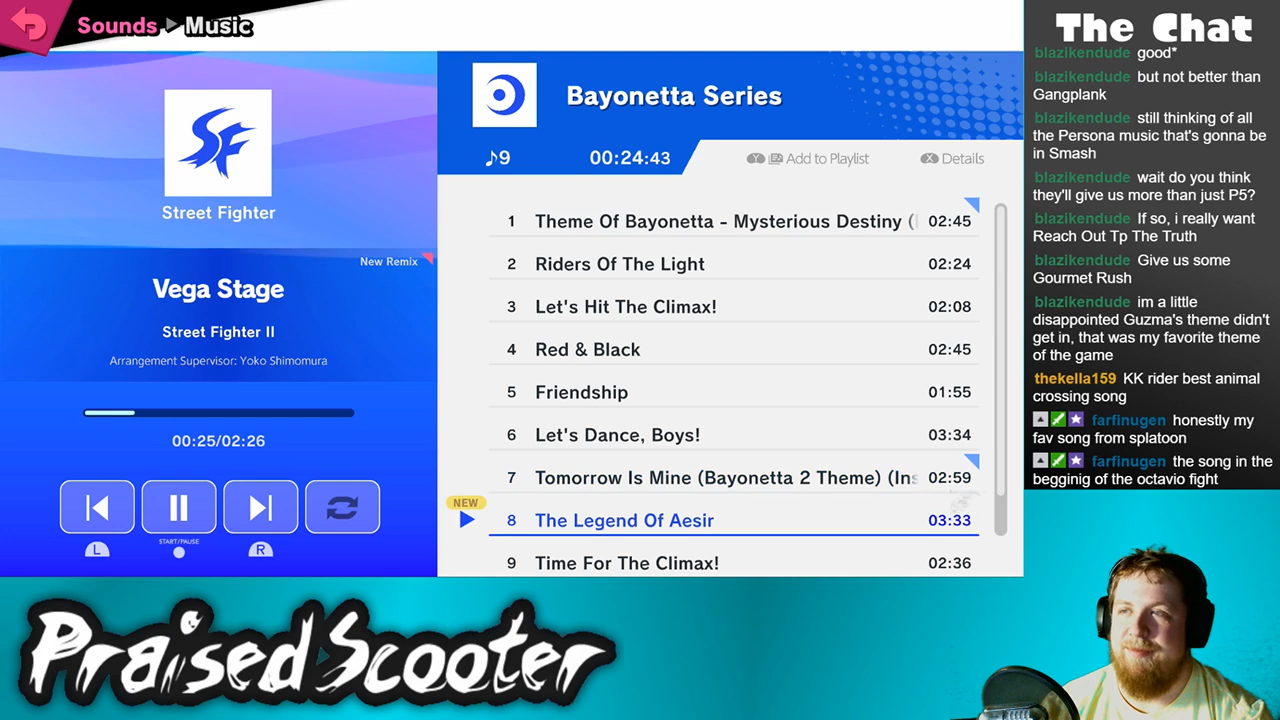 Sounds Music
SF
Street Fighter
New Remix
Vega Stage
Street Fighter II
Arrangement Supervisor: Yoko Shimomura
00:25/02:26
L
START/PAUSE
R
Bayonetta Series
♪9 00:24:43 Y Add to Playlist X Details
1 Theme Of Bayonetta - Mysterious Destiny ( 02:45
2 Riders Of The Light 02:24
3 Let's Hit The Climax! 02:08
4 Red & Black 02:45
5 Friendship 01:55
6 Let's Dance, Boys! 03:34
7 Tomorrow Is Mine (Bayonetta 2 Theme) (Ins 02:59
NEW
8 The Legend Of Aesir 03:33
9 Time For The Climax! 02:36
The Chat
blazikendude good*
blazikendude but not better than
Gangplank
blazikendude still thinking of all
the Persona music that's gonna be
in Smash
blazikendude wait do you think
they'll give us more than just P5?
blazikendude If so, i really want
Reach Out Tp The Truth
blazikendude Give us some
Gourmet Rush
blazikendude im a little
disappointed Guzma's theme didn't
get in, that was my favorite theme
of the game
thekella159 KK rider best animal
crossing song
farfinugen honestly my
fav song from splatoon
farfinugen the song in the
begginig of the octavio fight
PraisedScooter